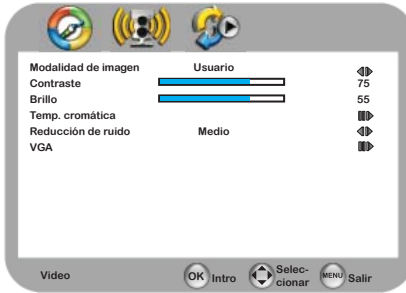 Modalidad de imagen Usuario
Contraste 75
Brillo 55
Temp. cromática
Reducción de ruido Medio
VGA
Video OK Intro Selec-
cionar MENU Salir